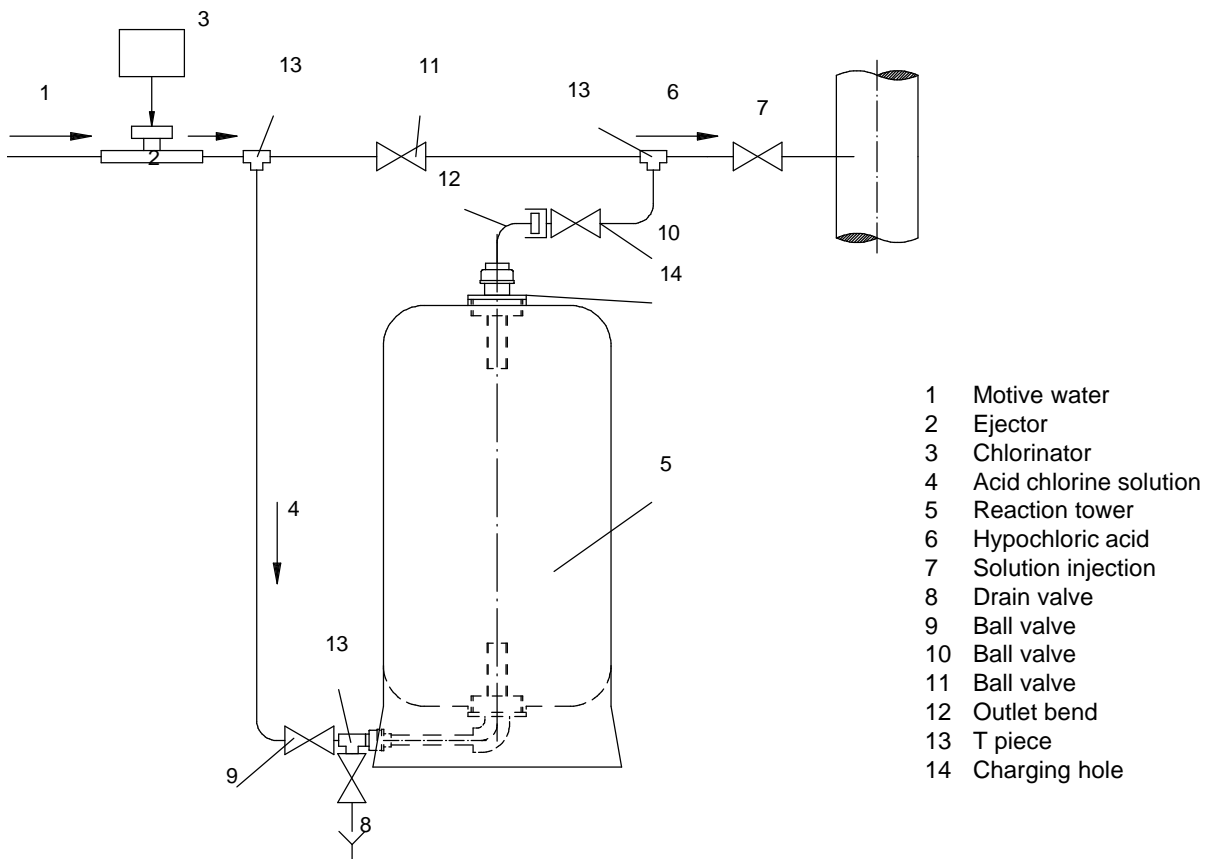 3
13
11
13
6
7
1
2
12
10
14
5
4
13
9
8
1 Motive water
2 Ejector
3 Chlorinator
4 Acid chlorine solution
5 Reaction tower
6 Hypochloric acid
7 Solution injection
8 Drain valve
9 Ball valve
10 Ball valve
11 Ball valve
12 Outlet bend
13 T piece
14 Charging hole